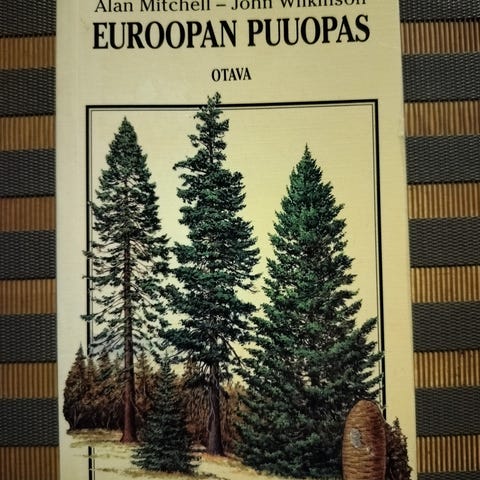 Alan Mitchell – John Wilkinson
EUROOPAN PUUOPAS
OTAVA